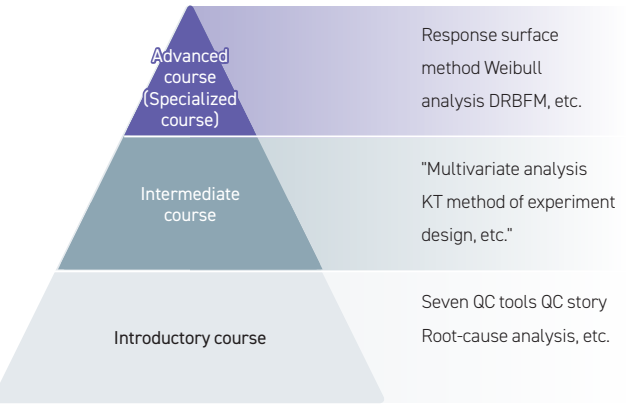 Advanced
course
(Specialized
course)
Response surface
method Weibull
analysis DRBFM, etc.
Intermediate
course
"Multivariate analysis
KT method of experiment
design, etc."
Introductory course
Seven QC tools QC story
Root-cause analysis, etc.